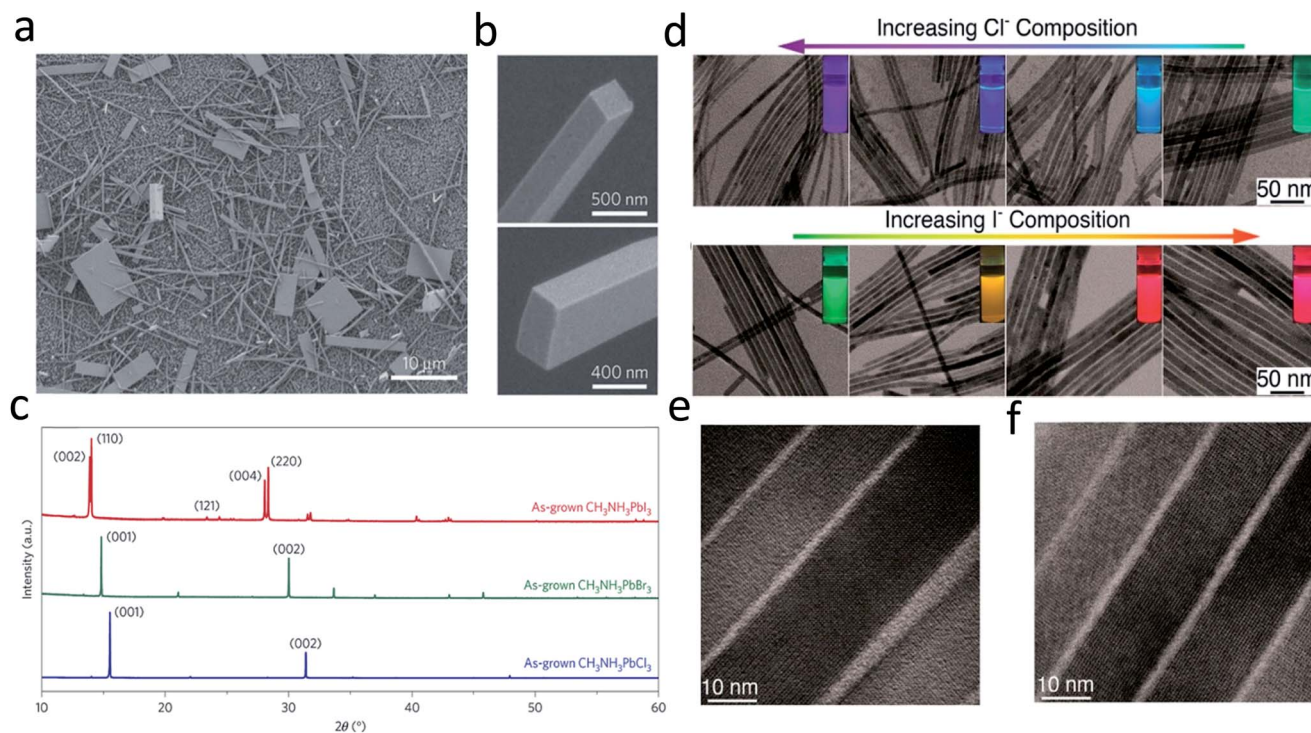 a
10 µm
b
500 nm
400 nm
c
(002)
(110)
(121)
(004)
(220)
As-grown CH₃NH₃PbI₃
(001)
(002)
As-grown CH₃NH₃PbBr₃
(001)
(002)
As-grown CH₃NH₃PbCl₃
Intensity (a.u.)
10
20
30
40
50
60
2θ (°)
d
Increasing Cl⁻ Composition
50 nm
Increasing I⁻ Composition
50 nm
e
10 nm
f
10 nm